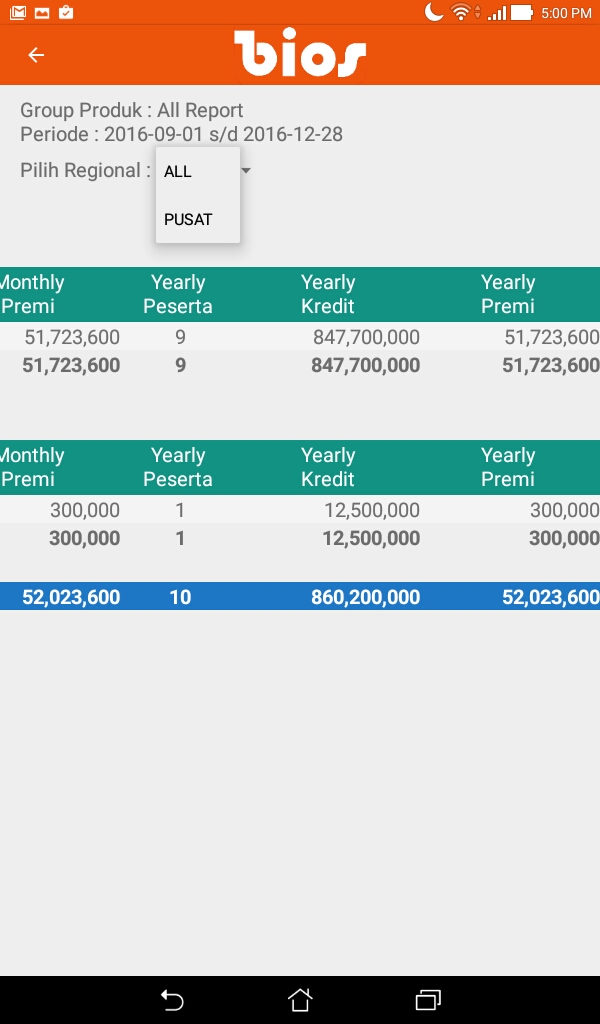 5:00 PM
bios
Group Produk : All Report
Periode : 2016-09-01 s/d 2016-12-28
Pilih Regional :
ALL
PUSAT
Monthly Premi Yearly Peserta Yearly Kredit Yearly Premi
51,723,600 9 847,700,000 51,723,600
51,723,600 9 847,700,000 51,723,600
Monthly Premi Yearly Peserta Yearly Kredit Yearly Premi
300,000 1 12,500,000 300,000
300,000 1 12,500,000 300,000
52,023,600 10 860,200,000 52,023,600